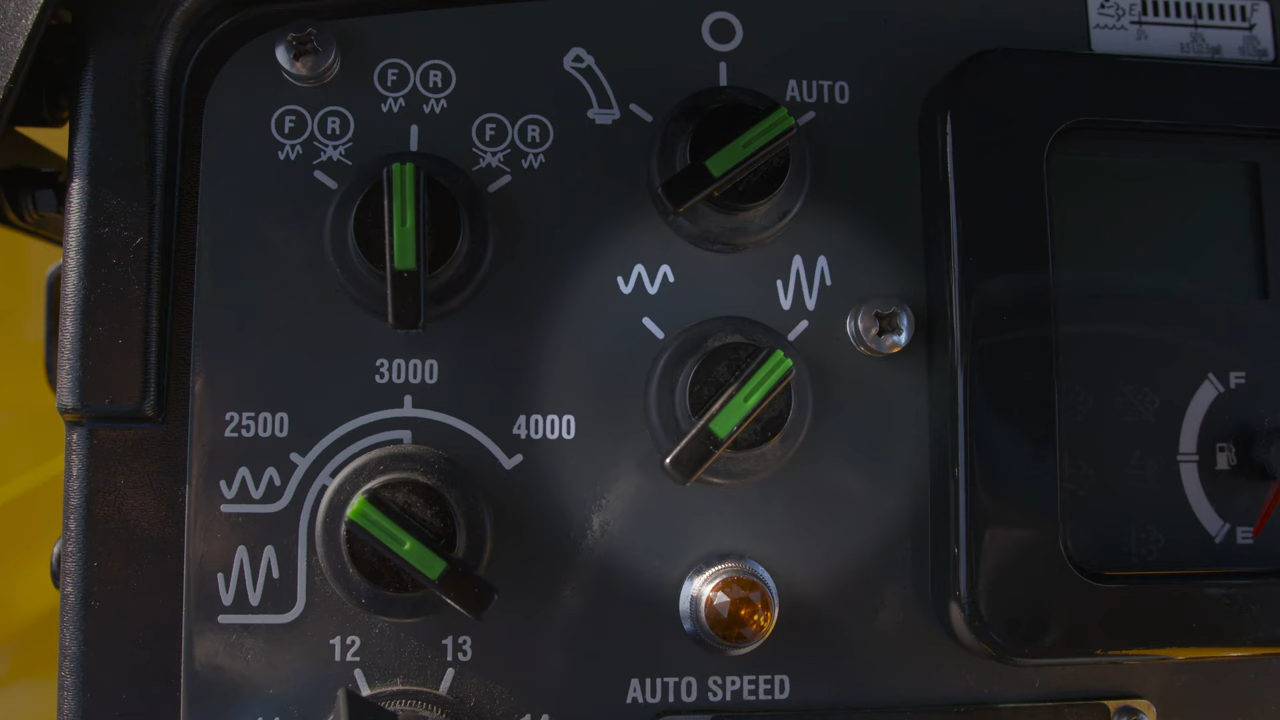 E F
F R
F R
F R
AUTO
3000
2500
4000
F
E
12 13
AUTO SPEED